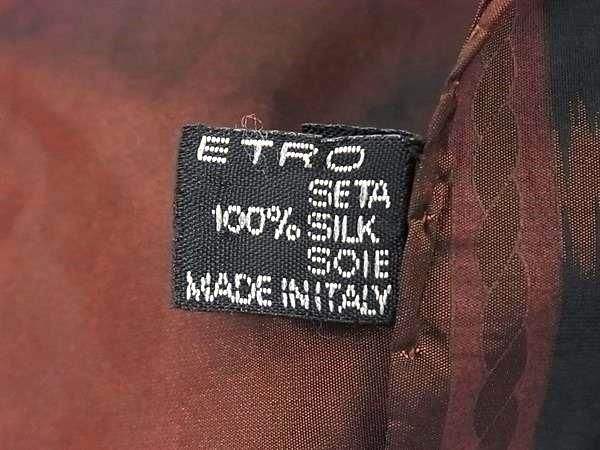 ETRO
SETA
100% SILK
SOIE
MADE IN ITALY